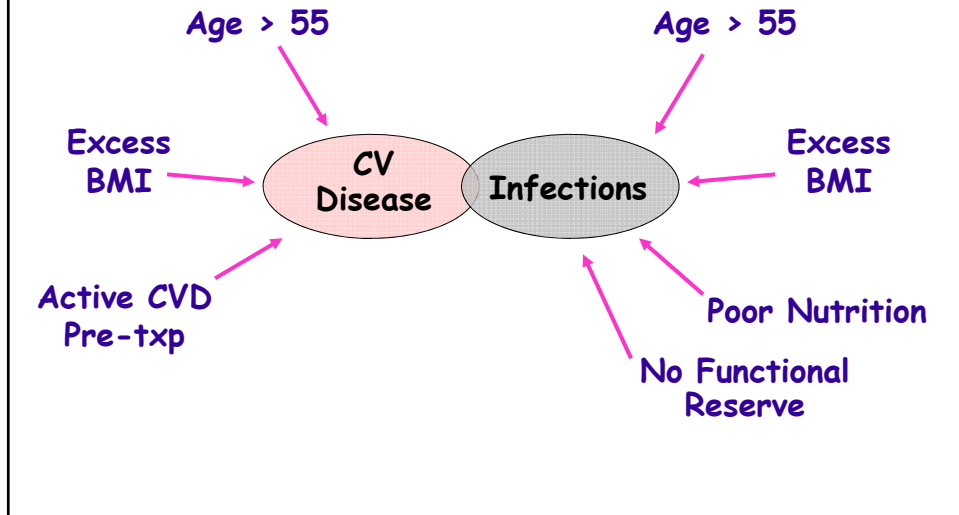 Age > 55
Age > 55
Excess
BMI
CV
Disease
Infections
Excess
BMI
Active CVD
Pre-txp
Poor Nutrition
No Functional
Reserve